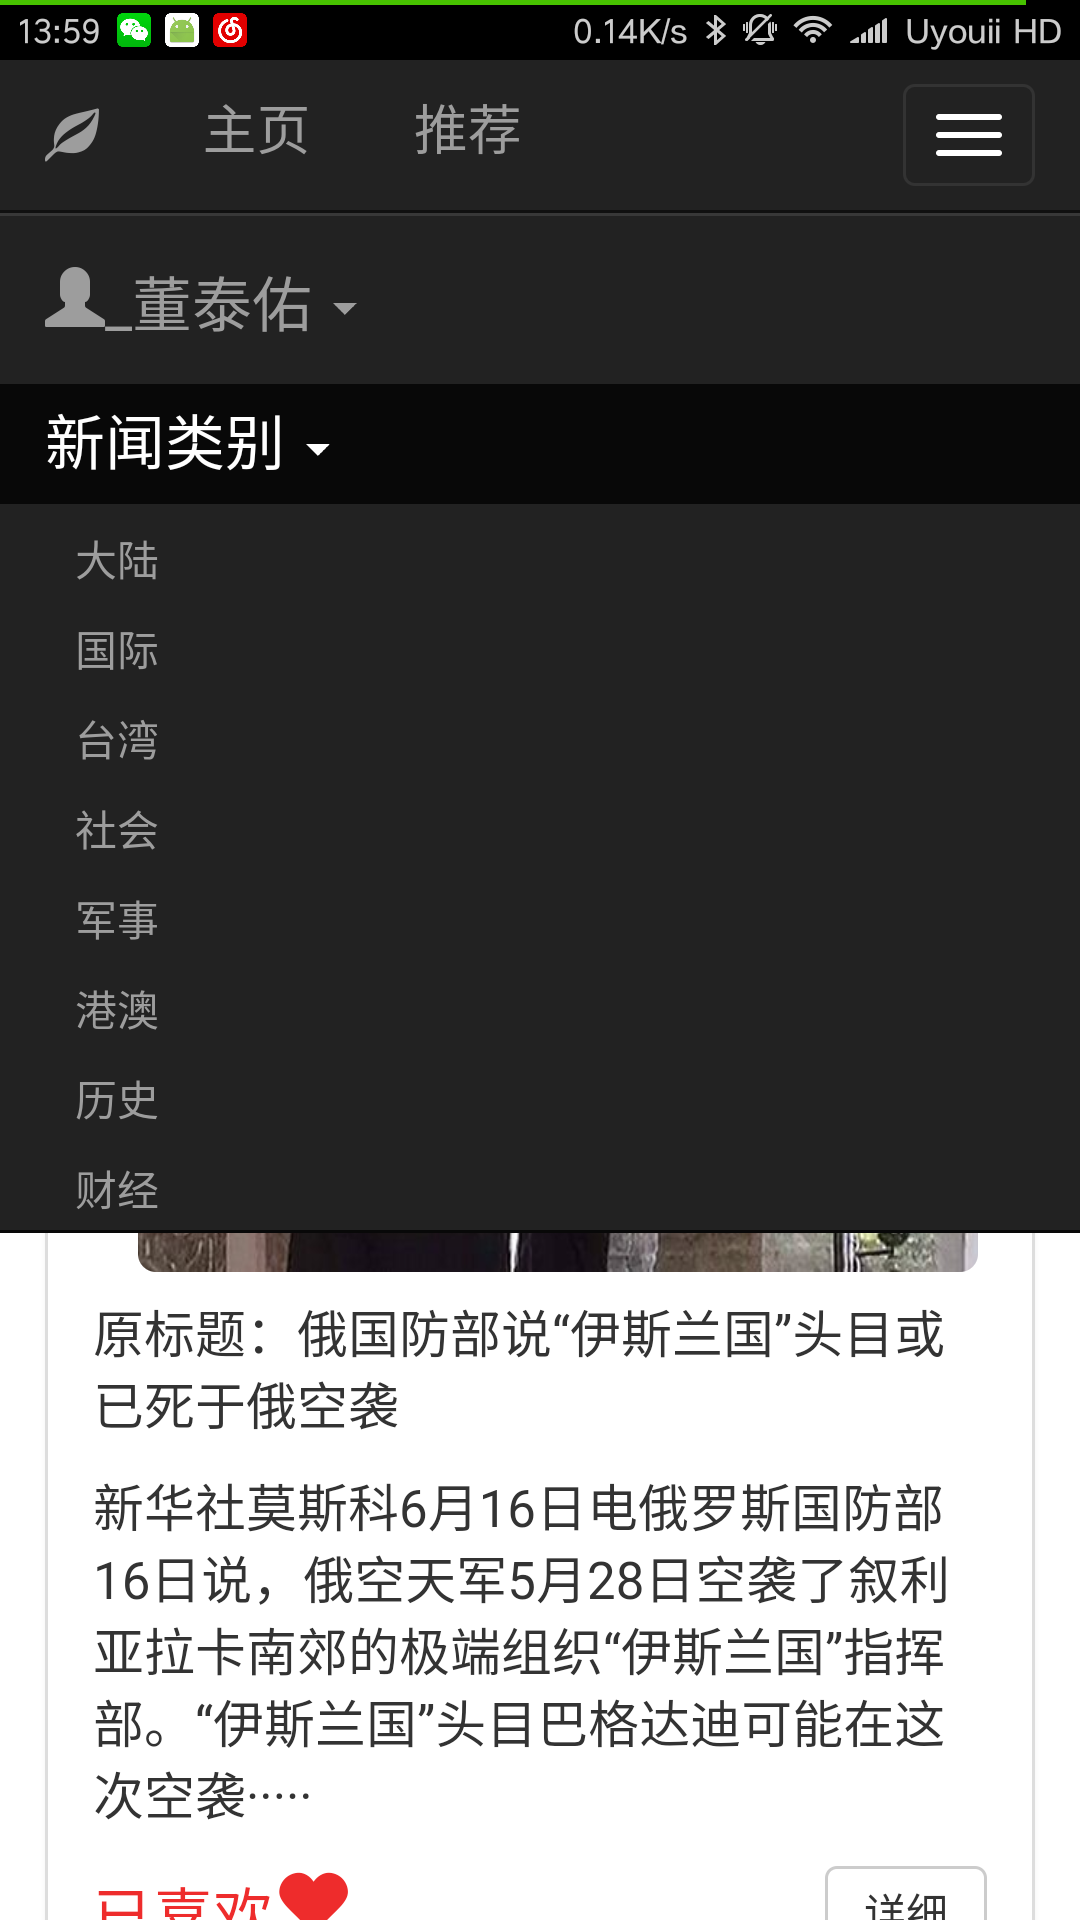 13:59 0.14K/s Uyouii HD
主页 推荐
_董泰佑
新闻类别
大陆
国际
台湾
社会
军事
港澳
历史
财经
原标题：俄国防部说“伊斯兰国”头目或
已死于俄空袭
新华社莫斯科6月16日电俄罗斯国防部
16日说，俄空天军5月28日空袭了叙利
亚拉卡南郊的极端组织“伊斯兰国”指挥
部。“伊斯兰国”头目巴格达迪可能在这
次空袭·····
已喜欢 详细